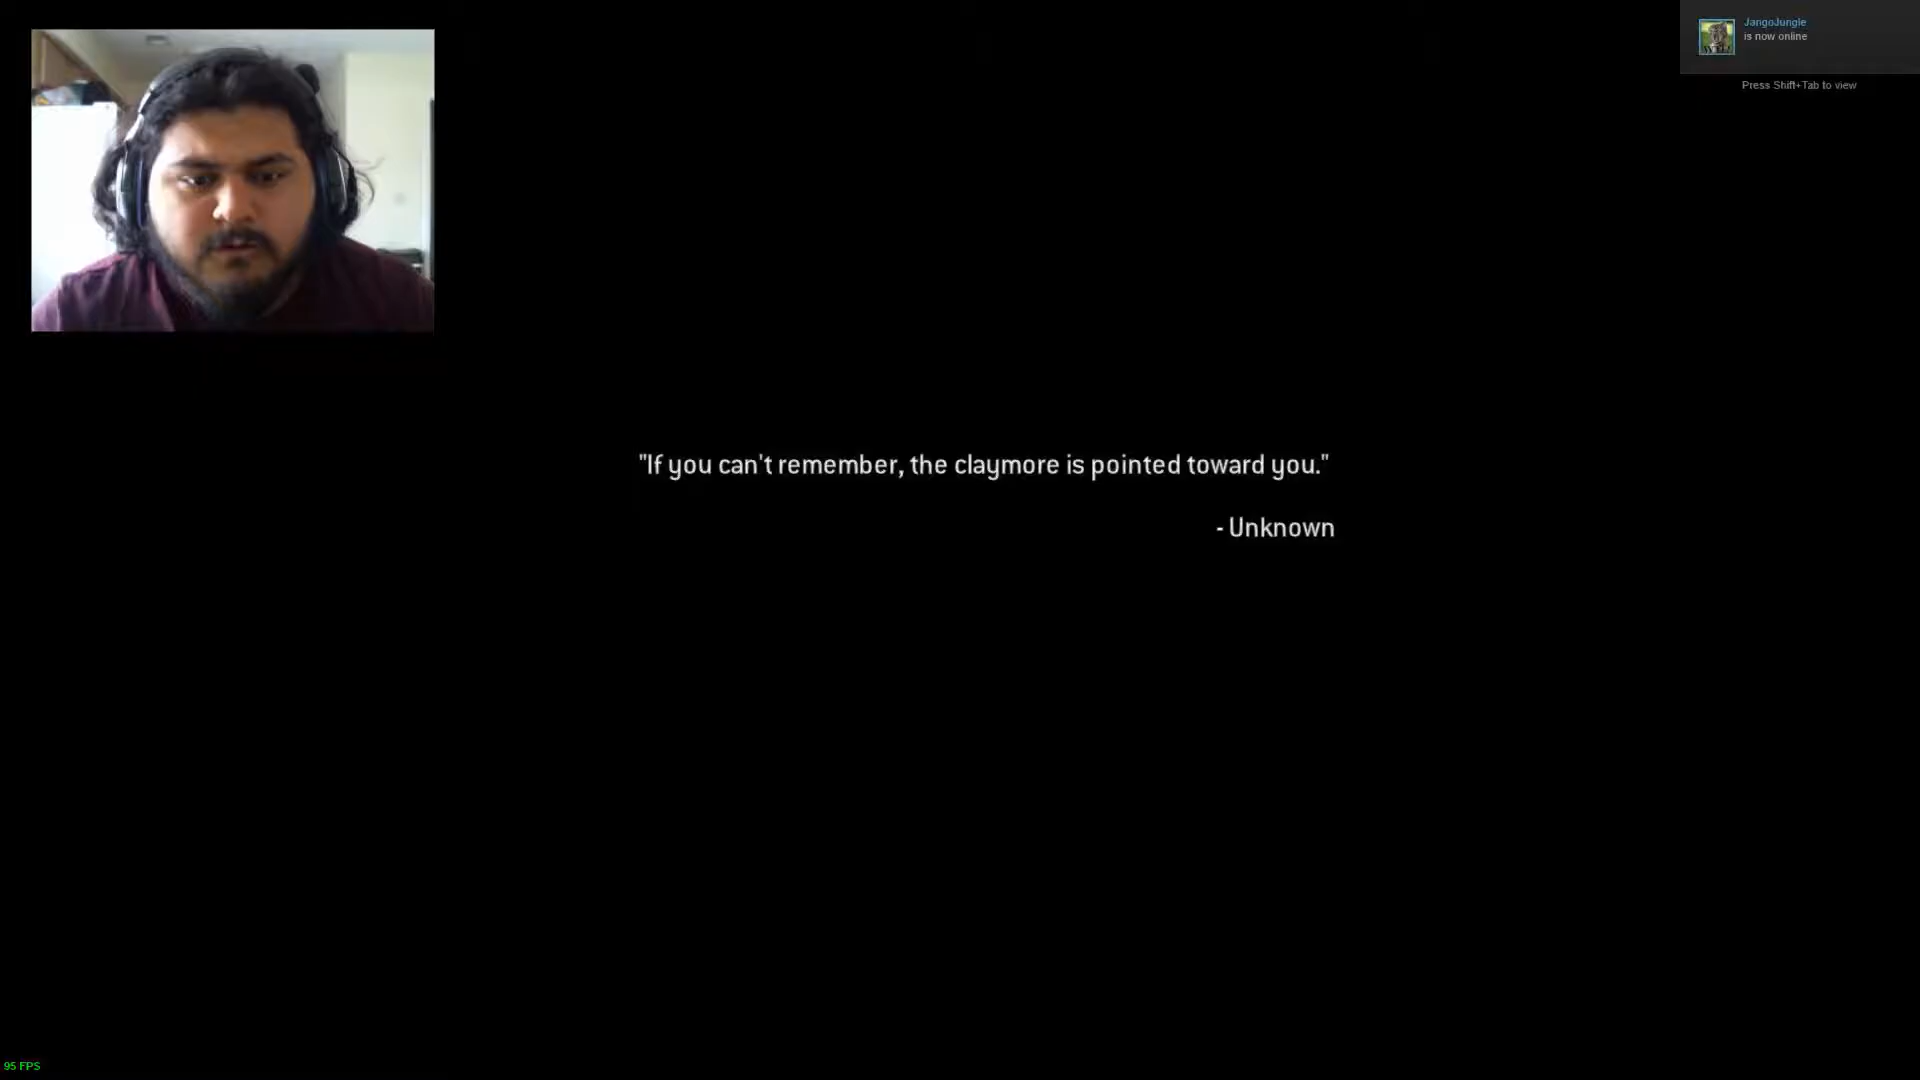 JangoJungle
is now online
Press Shift+Tab to view
"If you can't remember, the claymore is pointed toward you."
- Unknown
95 FPS